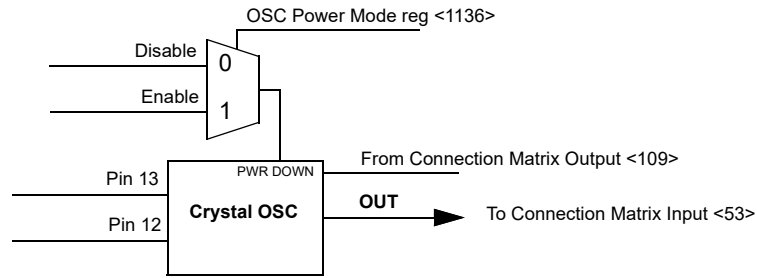 OSC Power Mode reg <1136>
Disable
0
Enable
1
PWR DOWN
From Connection Matrix Output <109>
Pin 13
Crystal OSC
OUT
To Connection Matrix Input <53>
Pin 12